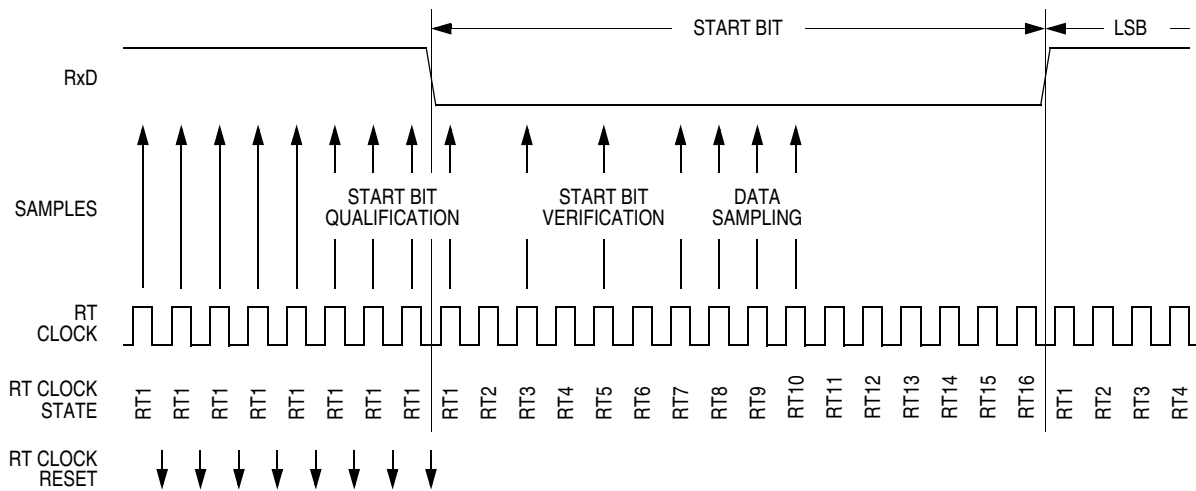 START BIT
LSB
RxD
SAMPLES
START BIT
QUALIFICATION
START BIT
VERIFICATION
DATA
SAMPLING
RT
CLOCK
RT CLOCK
STATE
RT1 RT1 RT1 RT1 RT1 RT1 RT1 RT1 RT1 RT2 RT3 RT4 RT5 RT6 RT7 RT8 RT9 RT10 RT11 RT12 RT13 RT14 RT15 RT16 RT1 RT2 RT3 RT4
RT CLOCK
RESET